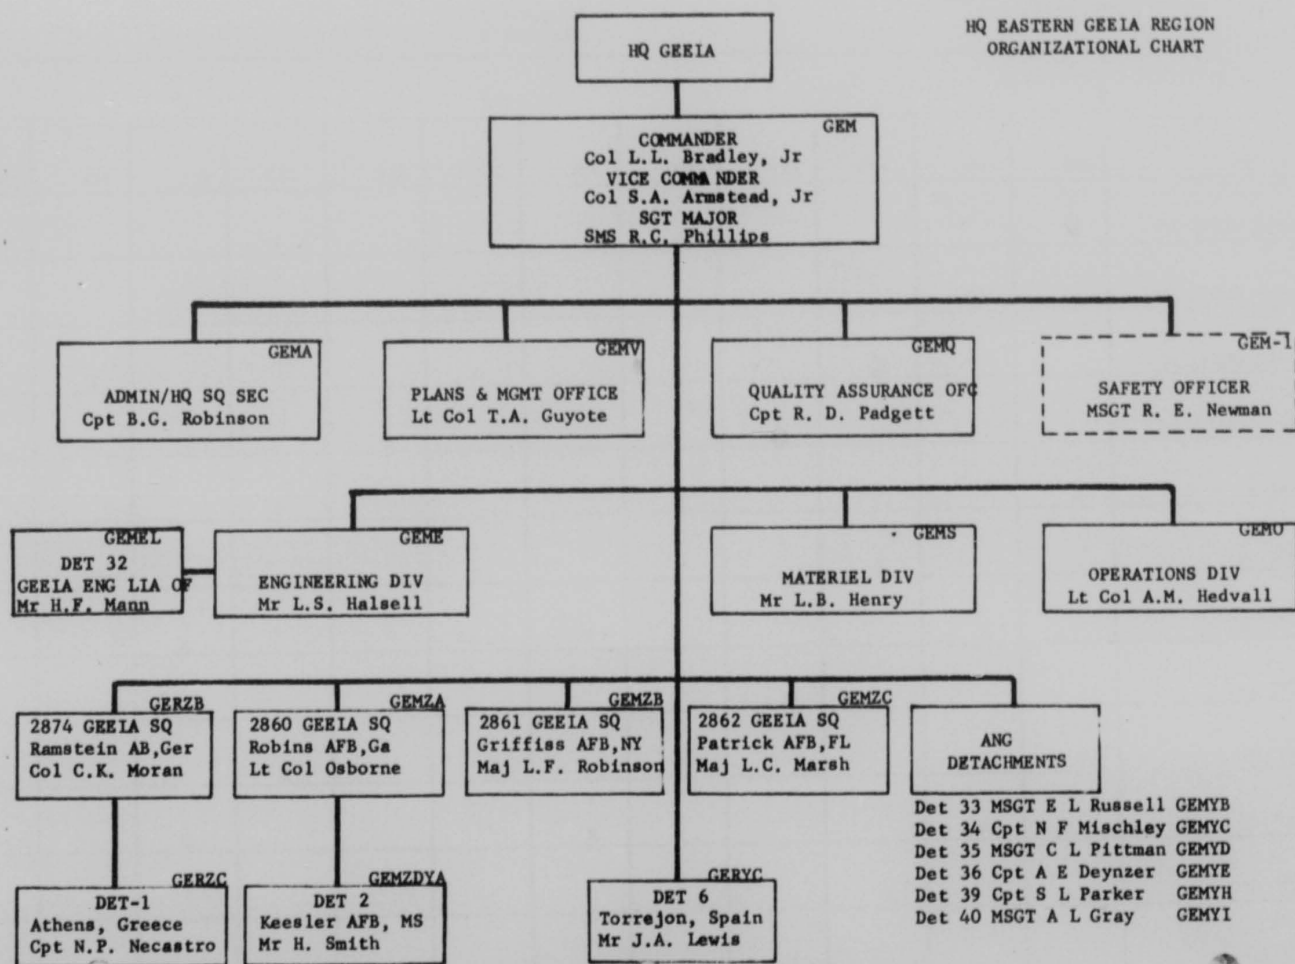 HQ EASTERN GEEIA REGION
ORGANIZATIONAL CHART
HQ GEEIA
GEM
COMMANDER
Col L.L. Bradley, Jr
VICE COMMANDER
Col S.A. Armstead, Jr
SGT MAJOR
SMS R.C. Phillips
GEMA
ADMIN/HQ SQ SEC
Cpt B.G. Robinson
GEMV
PLANS & MGMT OFFICE
Lt Col T.A. Guyote
GEMQ
QUALITY ASSURANCE OFC
Cpt R. D. Padgett
GEM-1
SAFETY OFFICER
MSGT R. E. Newman
GEMEL
DET 32
GEEIA ENG LIA OF
Mr H.F. Mann
GEME
ENGINEERING DIV
Mr L.S. Halsell
GEMS
MATERIEL DIV
Mr L.B. Henry
GEMO
OPERATIONS DIV
Lt Col A.M. Hedvall
GERZB
2874 GEEIA SQ
Ramstein AB,Ger
Col C.K. Moran
GEMZA
2860 GEEIA SQ
Robins AFB,Ga
Lt Col Osborne
GEMZB
2861 GEEIA SQ
Griffiss AFB,NY
Maj L.F. Robinson
GEMZC
2862 GEEIA SQ
Patrick AFB,FL
Maj L.C. Marsh
ANG
DETACHMENTS
Det 33 MSGT E L Russell GEMYB
Det 34 Cpt N F Mischley GEMYC
Det 35 MSGT C L Pittman GEMYD
Det 36 Cpt A E Deynzer GEMYE
Det 39 Cpt S L Parker GEMYH
Det 40 MSGT A L Gray GEMYI
GERZC
DET-1
Athens, Greece
Cpt N.P. Necastro
GEMZDYA
DET 2
Keesler AFB, MS
Mr H. Smith
GERYC
DET 6
Torrejon, Spain
Mr J.A. Lewis